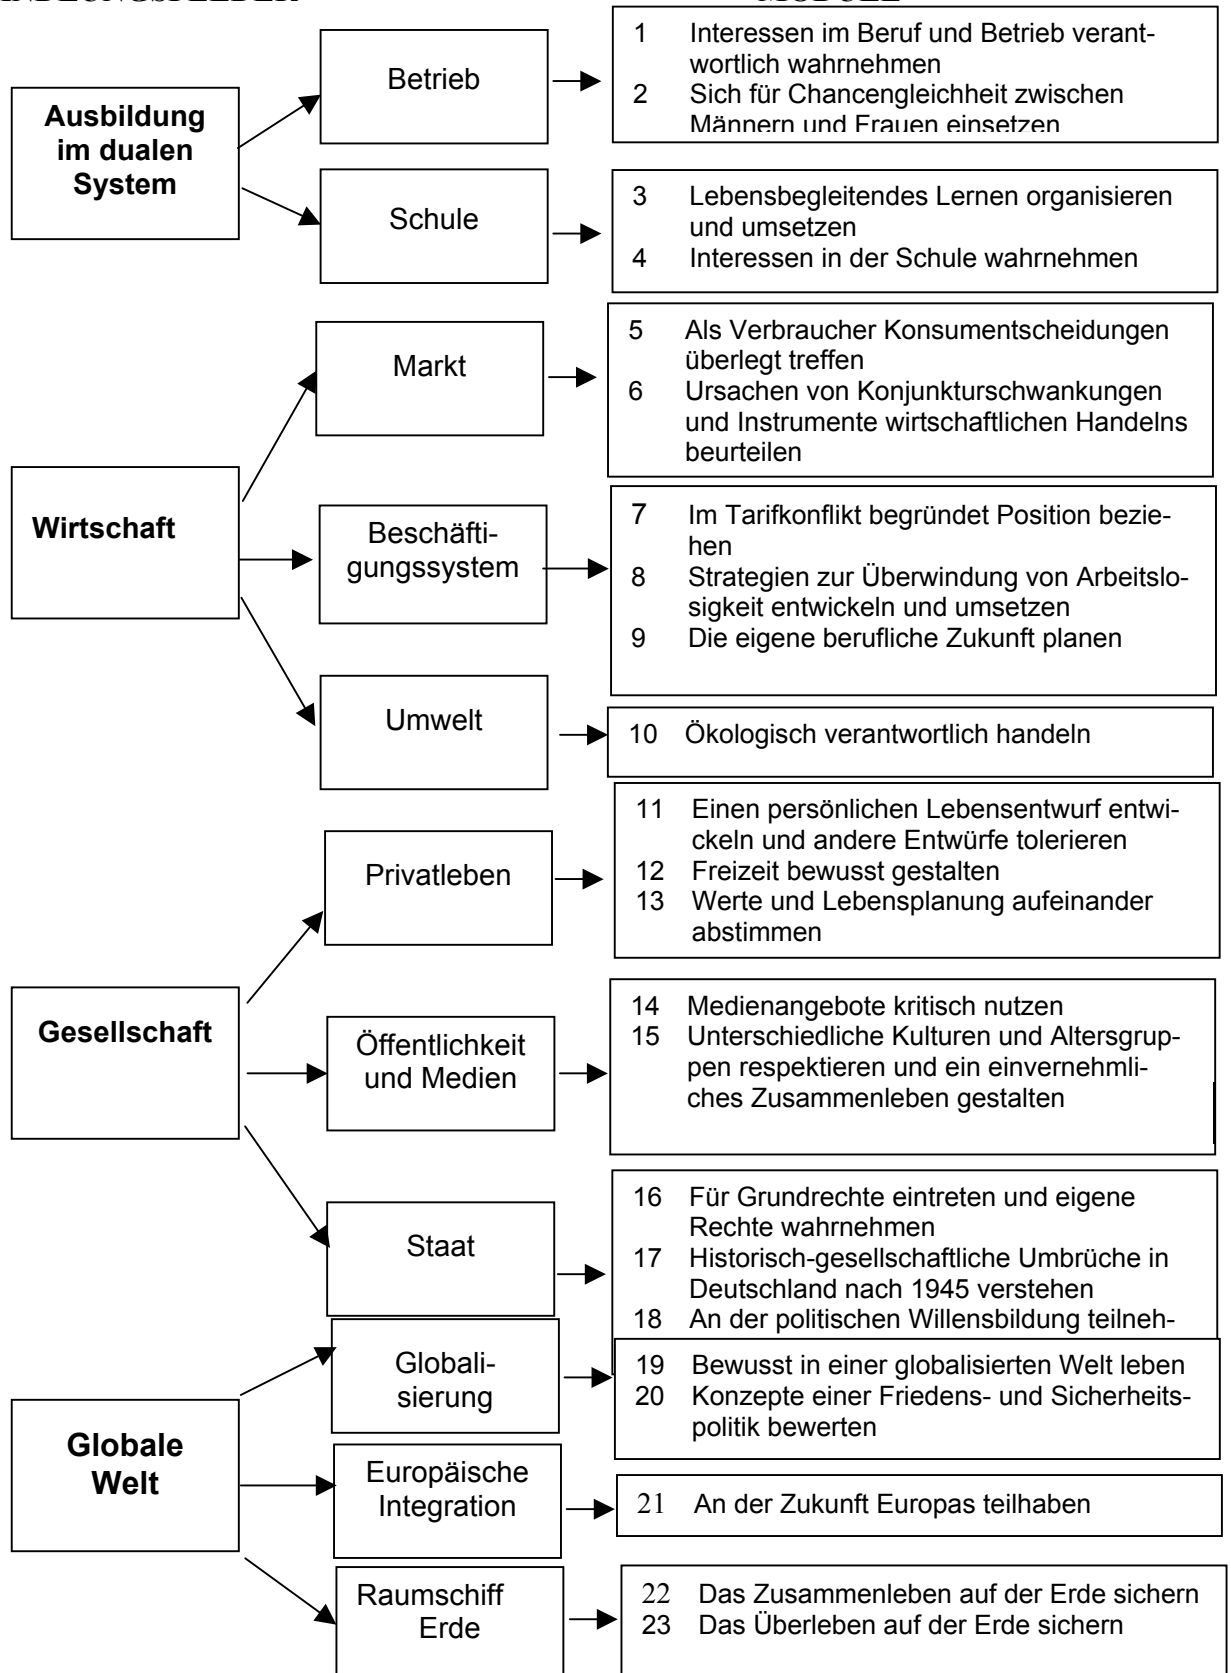 MODULE
Ausbildung
im dualen
System
Betrieb
1 Interessen im Beruf und Betrieb verant-
wortlich wahrnehmen
2 Sich für Chancengleichheit zwischen
Männern und Frauen einsetzen
Schule
3 Lebensbegleitendes Lernen organisieren
und umsetzen
4 Interessen in der Schule wahrnehmen
Wirtschaft
Markt
5 Als Verbraucher Konsumentscheidungen
überlegt treffen
6 Ursachen von Konjunkturschwankungen
und Instrumente wirtschaftlichen Handelns
beurteilen
Beschäfti-
gungssystem
7 Im Tarifkonflikt begründet Position bezie-
hen
8 Strategien zur Überwindung von Arbeitslo-
sigkeit entwickeln und umsetzen
9 Die eigene berufliche Zukunft planen
Umwelt
10 Ökologisch verantwortlich handeln
Gesellschaft
Privatleben
11 Einen persönlichen Lebensentwurf entwi-
ckeln und andere Entwürfe tolerieren
12 Freizeit bewusst gestalten
13 Werte und Lebensplanung aufeinander
abstimmen
Öffentlichkeit
und Medien
14 Medienangebote kritisch nutzen
15 Unterschiedliche Kulturen und Altersgrup-
pen respektieren und ein einvernehmli-
ches Zusammenleben gestalten
Staat
16 Für Grundrechte eintreten und eigene
Rechte wahrnehmen
17 Historisch-gesellschaftliche Umbrüche in
Deutschland nach 1945 verstehen
18 An der politischen Willensbildung teilneh-
Globale
Welt
Globali-
sierung
19 Bewusst in einer globalisierten Welt leben
20 Konzepte einer Friedens- und Sicherheits-
politik bewerten
Europäische
Integration
21 An der Zukunft Europas teilhaben
Raumschiff
Erde
22 Das Zusammenleben auf der Erde sichern
23 Das Überleben auf der Erde sichern